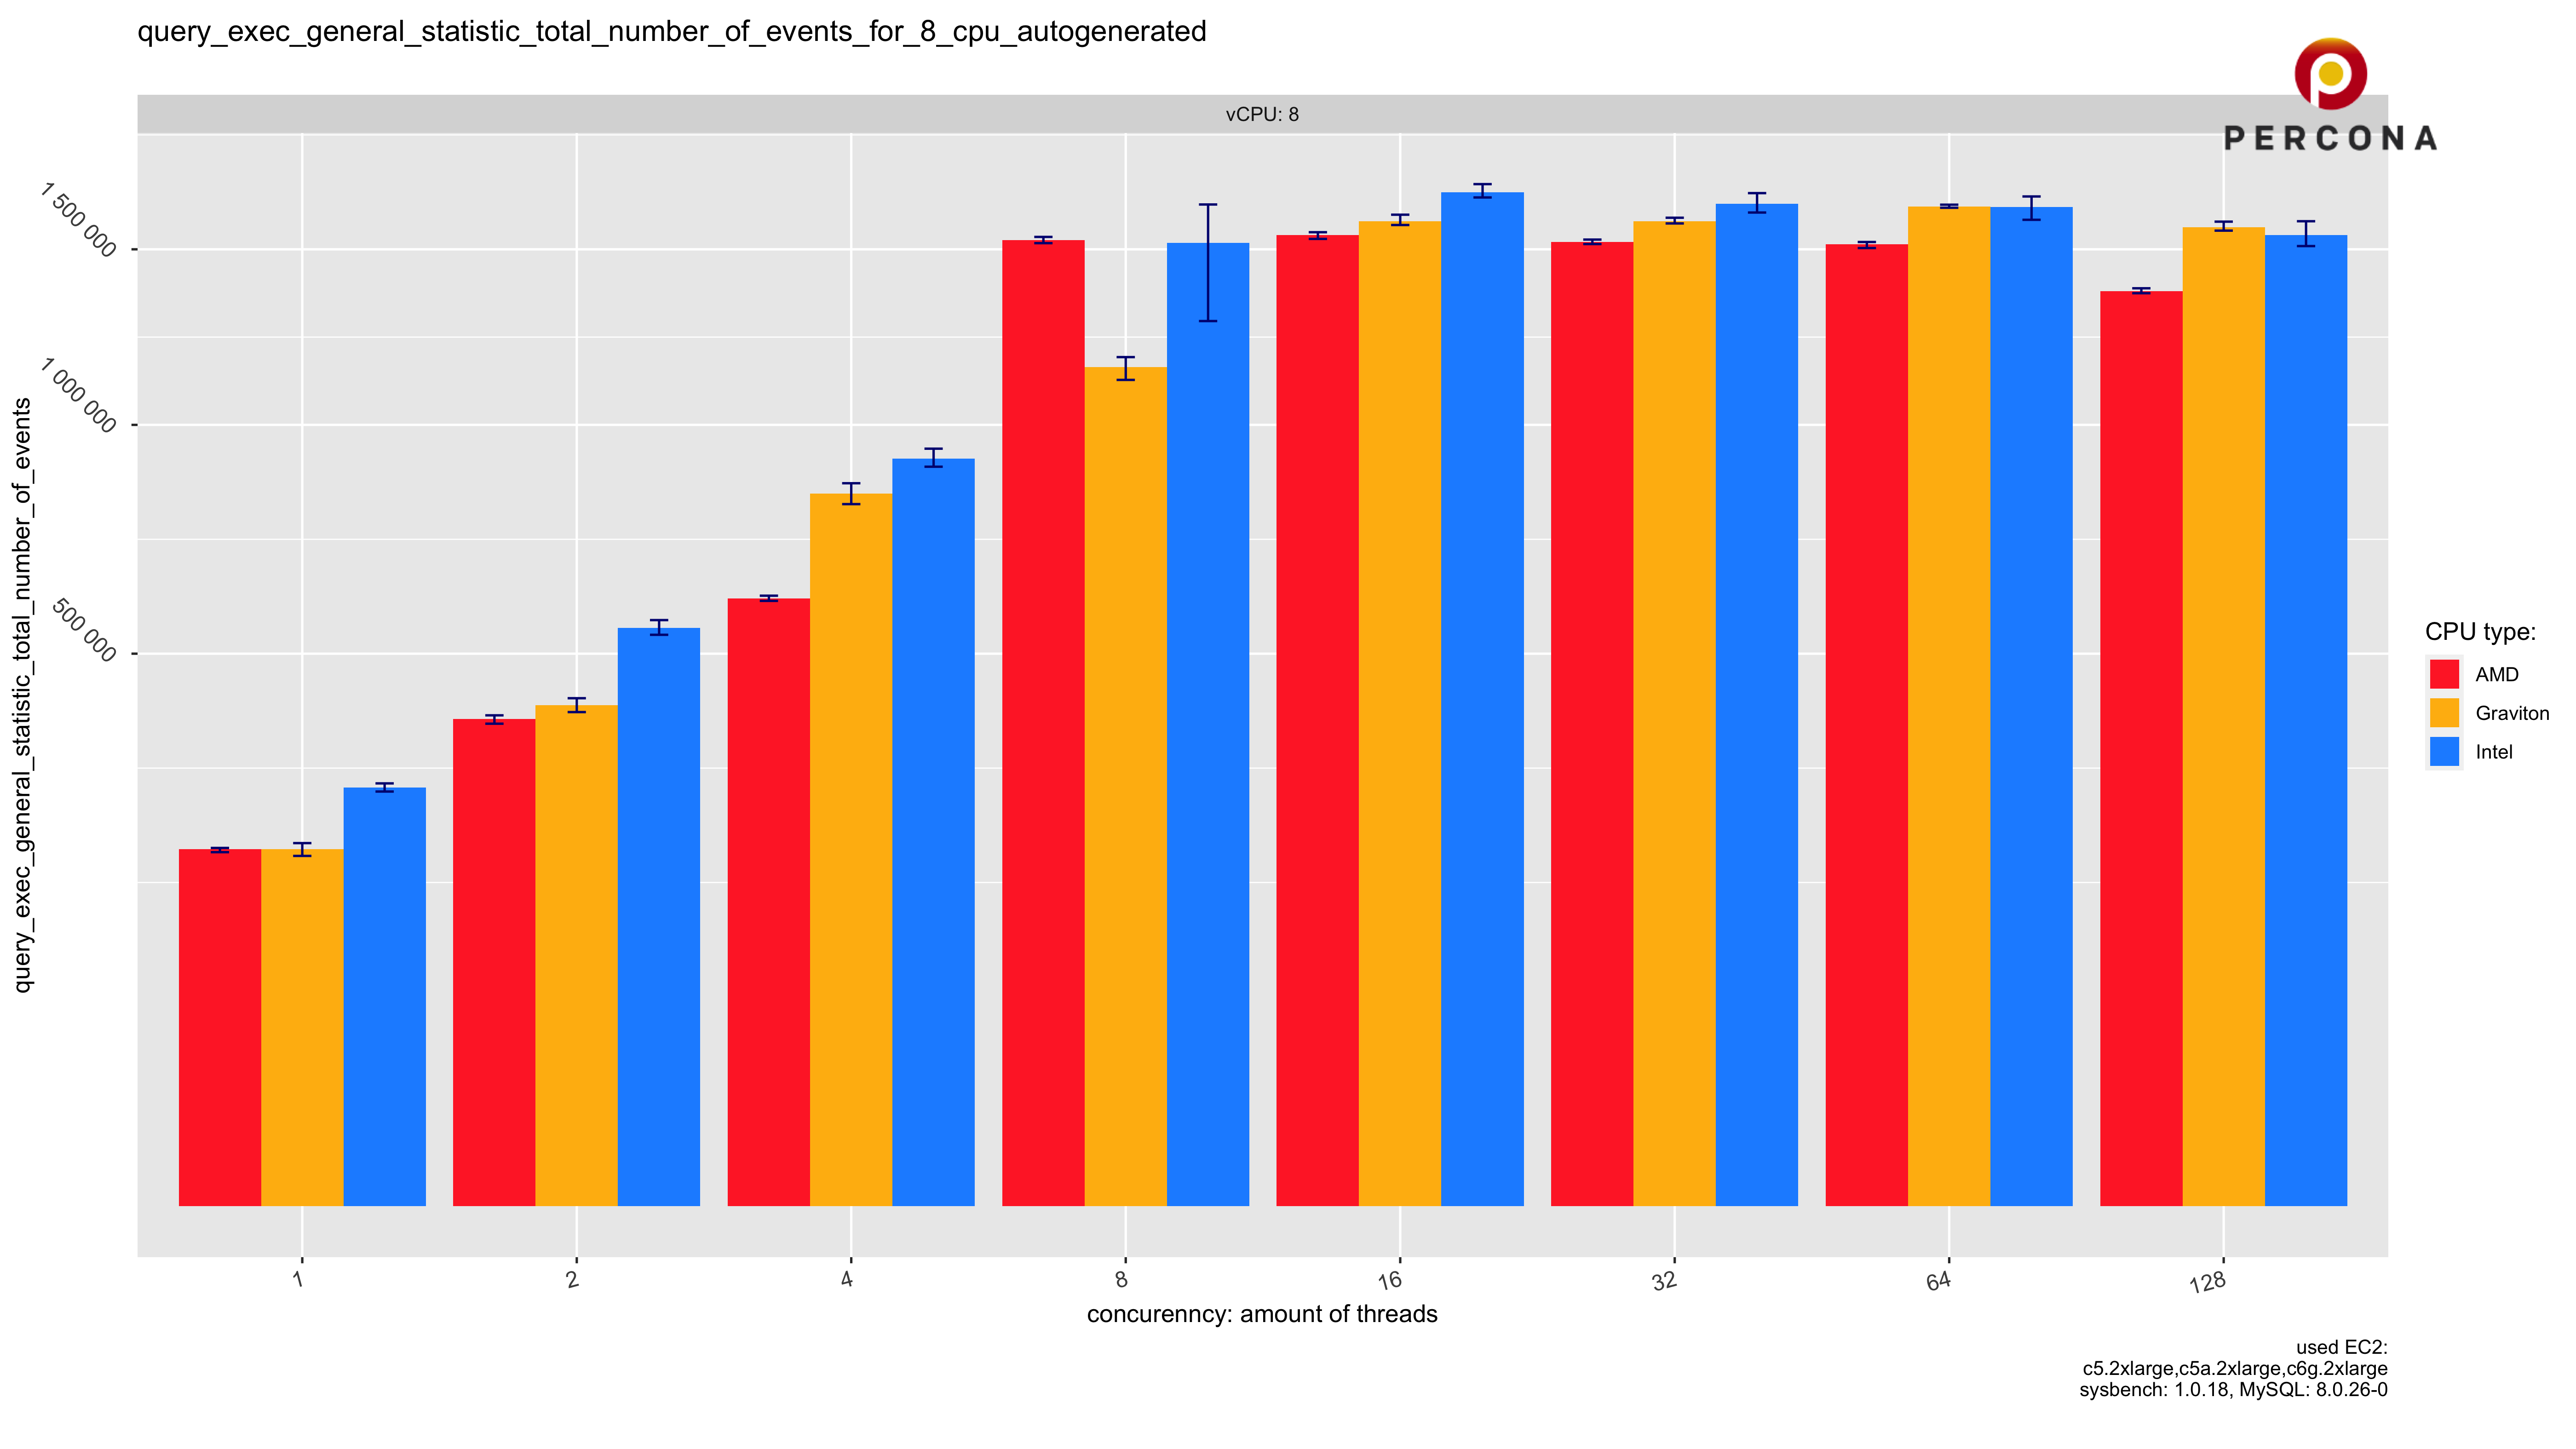 query_exec_general_statistic_total_number_of_events_for_8_cpu_autogenerated
PERCONA
vCPU: 8
query_exec_general_statistic_total_number_of_events
1 500 000
1 000 000
500 000
CPU type:
AMD
Graviton
Intel
1
2
4
8
16
32
64
128
concurenncy: amount of threads
used EC2:
c5.2xlarge,c5a.2xlarge,c6g.2xlarge
sysbench: 1.0.18, MySQL: 8.0.26-0